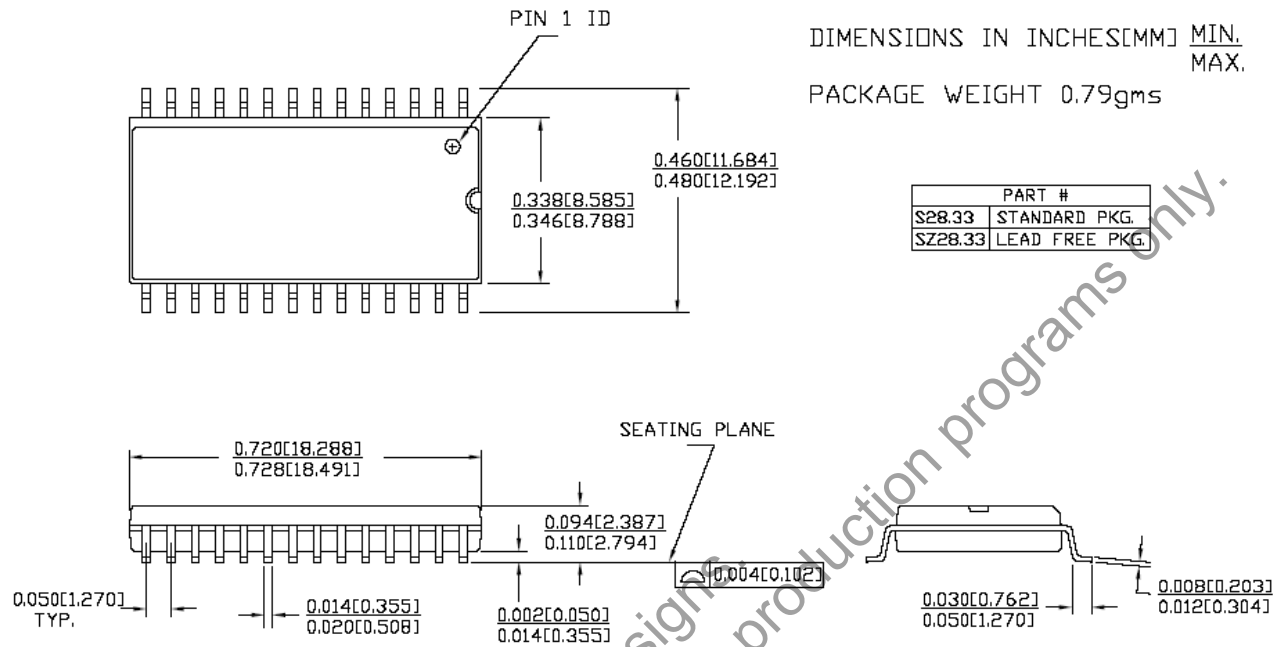 PIN 1 ID
DIMENSIONS IN INCHES[MM] MIN.
MAX.
PACKAGE WEIGHT 0.79gms
0.460[11.684]
0.480[12.192]
0.338[8.585]
0.346[8.788]
PART #
S28.33 STANDARD PKG.
SZ28.33 LEAD FREE PKG.
SEATING PLANE
0.720[18.288]
0.728[18.491]
0.094[2.387]
0.110[2.794]
0.004[0.102]
0.050[1.270]
TYP.
0.014[0.355]
0.020[0.508]
0.002[0.050]
0.014[0.355]
0.030[0.762]
0.050[1.270]
0.008[0.203]
0.012[0.304]
signs.
production programs only.